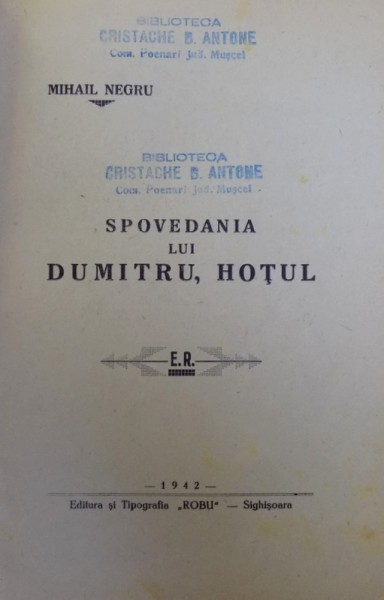 BIBLIOTECA
CRISTACHE B. ANTONE
Com. Poenari Jud. Mușcel
MIHAIL NEGRU
BIBLIOTECA
CRISTACHE B. ANTONE
Com. Poenari Jud. Mușcel
SPOVEDANIA
LUI
DUMITRU, HOȚUL
E.R.
— 1942 —
Editura și Tipografia „ROBU" — Sighișoara